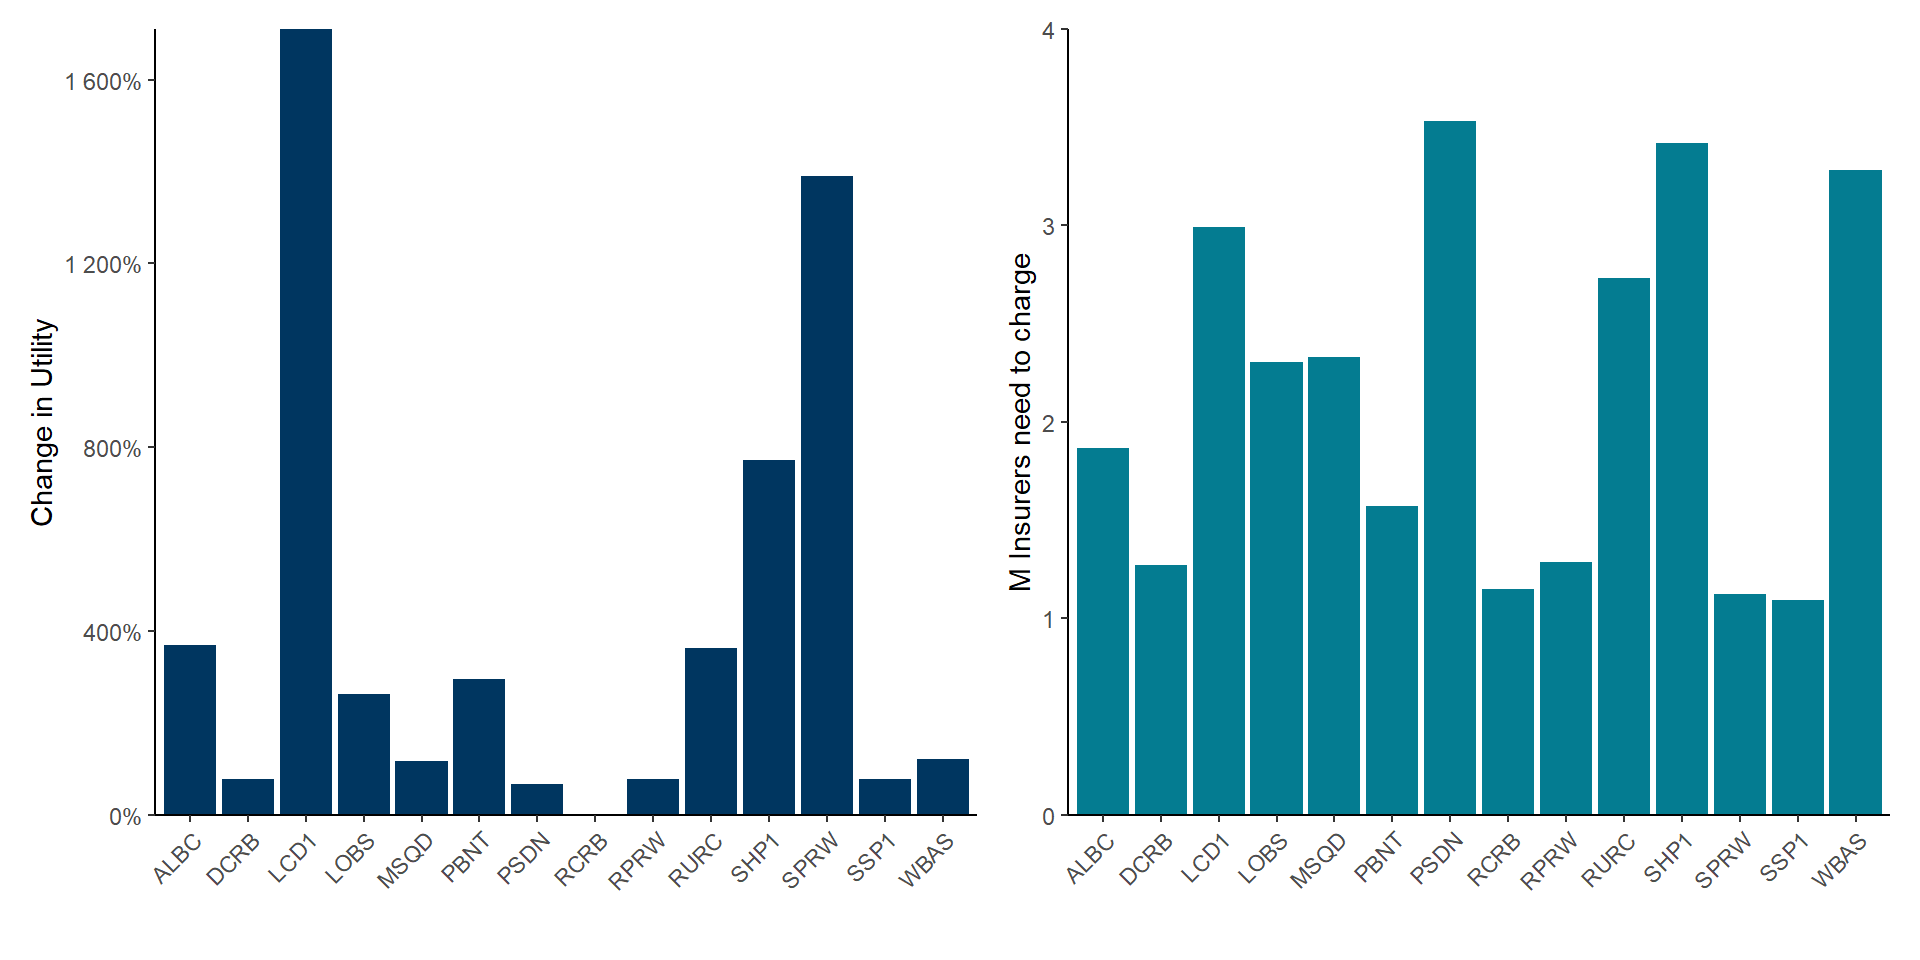 Change in Utility
1 600%
1 200%
800%
400%
0%
ALBC
DCRB
LCD1
LOBS
MSQD
PBNT
PSDN
RCRB
RPRW
RURC
SHP1
SPRW
SSP1
WBAS
M Insurers need to charge
4
3
2
1
0
ALBC
DCRB
LCD1
LOBS
MSQD
PBNT
PSDN
RCRB
RPRW
RURC
SHP1
SPRW
SSP1
WBAS